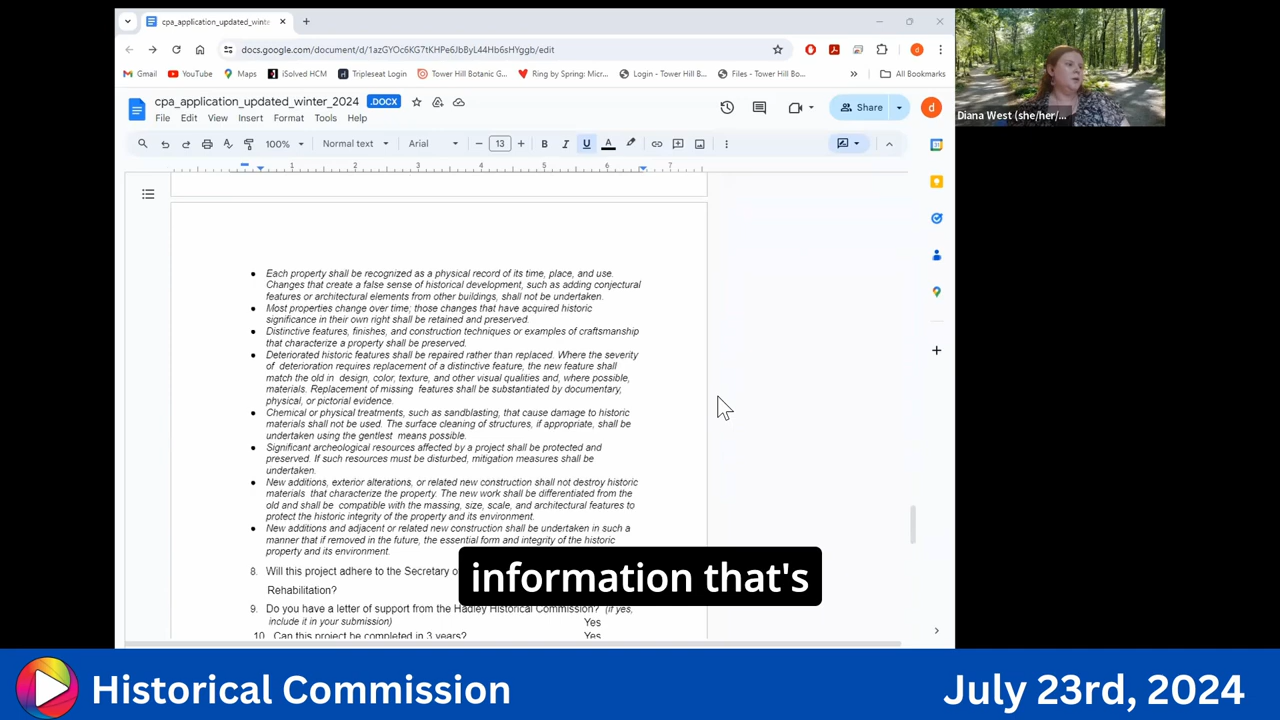 cpa_application_updated_winte
docs.google.com/document/d/1azGYOc6KG7tKHPe6JbByL44Hb6sHYggb/edit
Gmail YouTube Maps iSolved HCM Tripleseat Login Tower Hill Botanic G... Ring by Spring: Micr... Login - Tower Hill B... Files - Tower Hill Bo... All Bookmarks
Diana West (she/her/...
cpa_application_updated_winter_2024 .DOCX
File Edit View Insert Format Tools Help
Share
d
100% Normal text Arial 13 B I U A
1 2 3 4 5 6 7
• Each property shall be recognized as a physical record of its time, place, and use.
Changes that create a false sense of historical development, such as adding conjectural
features or architectural elements from other buildings, shall not be undertaken.
• Most properties change over time; those changes that have acquired historic
significance in their own right shall be retained and preserved.
• Distinctive features, finishes, and construction techniques or examples of craftsmanship
that characterize a property shall be preserved.
• Deteriorated historic features shall be repaired rather than replaced. Where the severity
of deterioration requires replacement of a distinctive feature, the new feature shall
match the old in design, color, texture, and other visual qualities and, where possible,
materials. Replacement of missing features shall be substantiated by documentary,
physical, or pictorial evidence.
• Chemical or physical treatments, such as sandblasting, that cause damage to historic
materials shall not be used. The surface cleaning of structures, if appropriate, shall be
undertaken using the gentlest means possible.
• Significant archeological resources affected by a project shall be protected and
preserved. If such resources must be disturbed, mitigation measures shall be
undertaken.
• New additions, exterior alterations, or related new construction shall not destroy historic
materials that characterize the property. The new work shall be differentiated from the
old and shall be compatible with the massing, size, scale, and architectural features to
protect the historic integrity of the property and its environment.
• New additions and adjacent or related new construction shall be undertaken in such a
manner that if removed in the future, the essential form and integrity of the historic
property and its environment.
8. Will this project adhere to the Secretary o
Rehabilitation?
information that's
9. Do you have a letter of support from the Hadley Historical Commission? (if yes,
include it in your submission) Yes
10. Can this project be completed in 3 years? Yes
Historical Commission
July 23rd, 2024